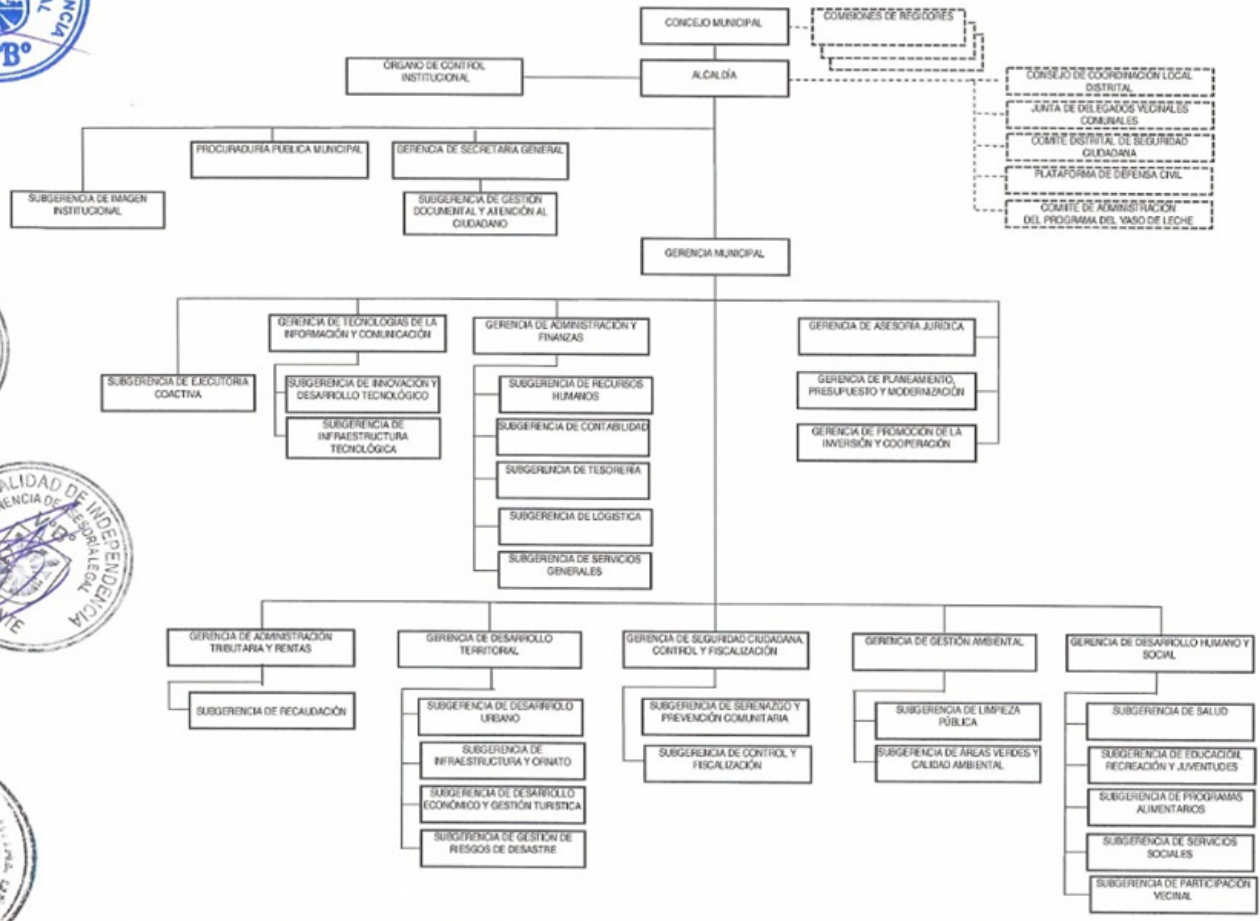 CONCEJO MUNICIPAL
COMISIONES DE REGIDORES
ÓRGANO DE CONTROL
INSTITUCIONAL
ALCALDÍA
CONSEJO DE COORDINACIÓN LOCAL
DISTRITAL
JUNTA DE DELEGADOS VECINALES
COMUNALES
COMITE DISTRITAL DE SEGURIDAD
CIUDADANA
PLATAFORMA DE DEFENSA CIVIL
COMITE DE ADMINISTRACIÓN
DEL PROGRAMA DEL VASO DE LECHE
PROCURADURÍA PÚBLICA MUNICIPAL
GERENCIA DE SECRETARIA GENERAL
SUBGERENCIA DE IMAGEN
INSTITUCIONAL
SUBGERENCIA DE GESTIÓN
DOCUMENTAL Y ATENCIÓN AL
CIUDADANO
GERENCIA MUNICIPAL
GERENCIA DE TECNOLOGÍAS DE LA
INFORMACIÓN Y COMUNICACIÓN
GERENCIA DE ADMINISTRACIÓN Y
FINANZAS
GERENCIA DE ASESORÍA JURÍDICA
SUBGERENCIA DE EJECUTORIA
COACTIVA
SUBGERENCIA DE INNOVACIÓN Y
DESARROLLO TECNOLÓGICO
SUBGERENCIA DE RECURSOS
HUMANOS
GERENCIA DE PLANEAMIENTO,
PRESUPUESTO Y MODERNIZACIÓN
SUBGERENCIA DE
INFRAESTRUCTURA
TECNOLÓGICA
SUBGERENCIA DE CONTABILIDAD
GERENCIA DE PROMOCIÓN DE LA
INVERSIÓN Y COOPERACIÓN
SUBGERENCIA DE TESORERÍA
SUBGERENCIA DE LOGISTICA
SUBGERENCIA DE SERVICIOS
GENERALES
GERENCIA DE ADMINISTRACIÓN
TRIBUTARIA Y RENTAS
GERENCIA DE DESARROLLO
TERRITORIAL
GERENCIA DE SEGURIDAD CIUDADANA,
CONTROL Y FISCALIZACIÓN
GERENCIA DE GESTIÓN AMBIENTAL
GERENCIA DE DESARROLLO HUMANO Y
SOCIAL
SUBGERENCIA DE RECAUDACIÓN
SUBGERENCIA DE DESARRROLO
URBANO
SUBGERENCIA DE
INFRAESTRUCTURA Y ORNATO
SUBGERENCIA DE DESARROLLO
ECONÓMICO Y GESTIÓN TURISTICA
SUBGERENCIA DE GESTIÓN DE
RIESGOS DE DESASTRE
SUBGERENCIA DE SERENAZGO Y
PREVENCIÓN COMUNITARIA
SUBGERENCIA DE CONTROL Y
FISCALIZACIÓN
SUBGERENCIA DE LIMPIEZA
PÚBLICA
SUBGERENCIA DE ÁREAS VERDES Y
CALIDAD AMBIENTAL
SUBGERENCIA DE SALUD
SUBGERENCIA DE EDUCACIÓN,
RECREACIÓN Y JUVENTUDES
SUBGERENCIA DE PROGRAMAS
ALIMENTARIOS
SUBGERENCIA DE SERVICIOS
SOCIALES
SUBGERENCIA DE PARTICIPACIÓN
VECINAL
DE INDEPENDENCIA
VºBº